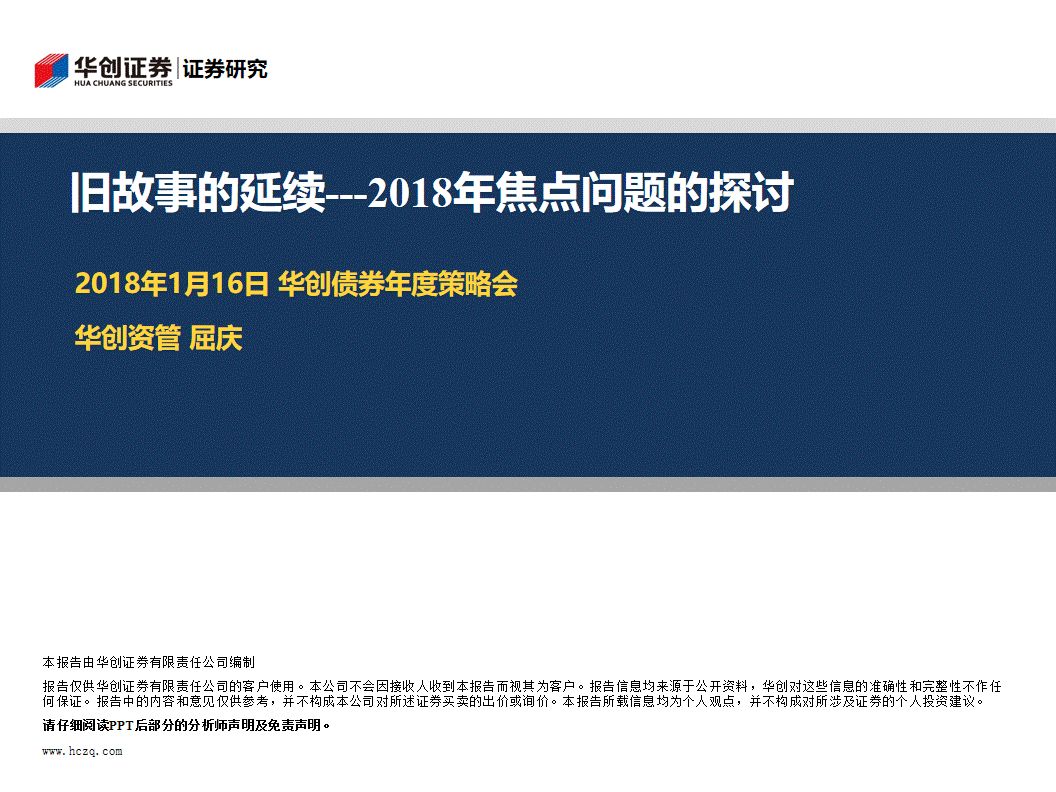 华创证券 | 证券研究
HUA CHUANG SECURITIES
旧故事的延续---2018年焦点问题的探讨
2018年1月16日 华创债券年度策略会
华创资管 屈庆
本报告由华创证券有限责任公司编制
报告仅供华创证券有限责任公司的客户使用。本公司不会因接收人收到本报告而视其为客户。报告信息均来源于公开资料，华创对这些信息的准确性和完整性不作任
何保证。报告中的内容和意见仅供参考，并不构成本公司对所述证券买卖的出价或询价。本报告所载信息均为个人观点，并不构成对所涉及证券的个人投资建议。
请仔细阅读PPT后部分的分析师声明及免责声明。
www.hczq.com